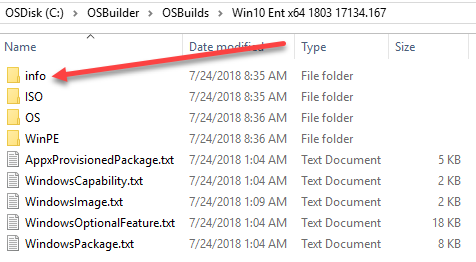 OSDisk (C:) > OSBuilder > OSBuilds > Win10 Ent x64 1803 17134.167
Name Date modified Type Size
info 7/24/2018 8:35 AM File folder
ISO 7/24/2018 8:35 AM File folder
OS 7/24/2018 8:36 AM File folder
WinPE 7/24/2018 8:36 AM File folder
AppxProvisionedPackage.txt 7/24/2018 1:04 AM Text Document 5 KB
WindowsCapability.txt 7/24/2018 1:04 AM Text Document 2 KB
WindowsImage.txt 7/24/2018 1:09 AM Text Document 2 KB
WindowsOptionalFeature.txt 7/24/2018 1:04 AM Text Document 18 KB
WindowsPackage.txt 7/24/2018 1:04 AM Text Document 8 KB